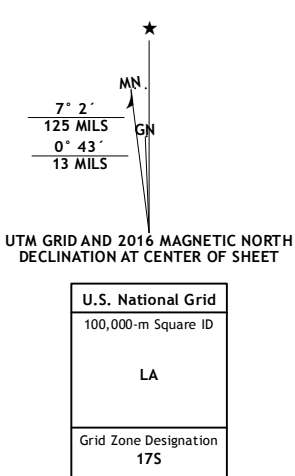 ★
MN
7° 2´
125 MILS
GN
0° 43´
13 MILS
UTM GRID AND 2016 MAGNETIC NORTH
DECLINATION AT CENTER OF SHEET
U.S. National Grid
100,000-m Square ID
LA
Grid Zone Designation
17S